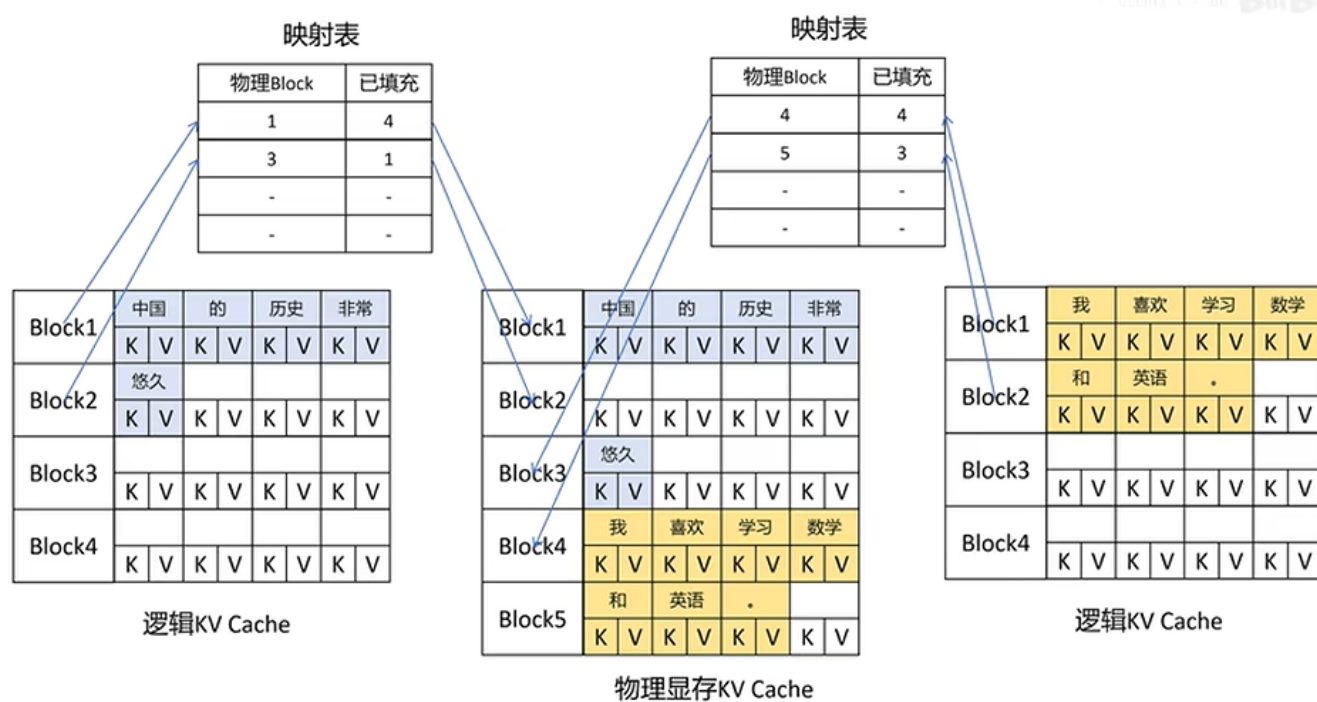 映射表
物理Block 已填充
1 4
3 1
- -
- -
映射表
物理Block 已填充
4 4
5 3
- -
- -
Block1 中国 的 历史 非常
K V K V K V K V
Block2 悠久
K V K V K V K V
Block3
K V K V K V K V
Block4
K V K V K V K V
逻辑KV Cache
Block1 中国 的 历史 非常
K V K V K V K V
Block2
K V K V K V K V
Block3 悠久
K V K V K V K V
Block4 我 喜欢 学习 数学
K V K V K V K V
Block5 和 英语 。
K V K V K V K V
物理显存KV Cache
Block1 我 喜欢 学习 数学
K V K V K V K V
Block2 和 英语 。
K V K V K V K V
Block3
K V K V K V K V
Block4
K V K V K V K V
逻辑KV Cache